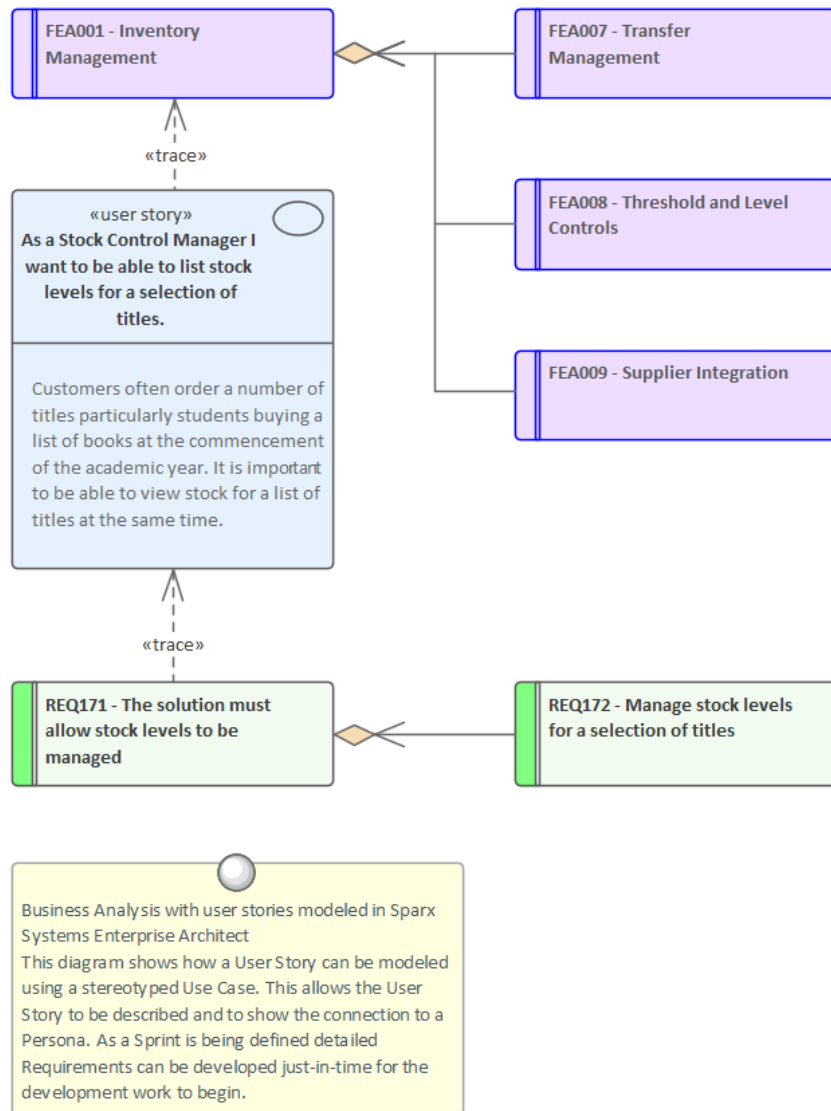 FEA001 - Inventory
Management
FEA007 - Transfer
Management
«trace»
FEA008 - Threshold and Level
Controls
«user story»
As a Stock Control Manager I
want to be able to list stock
levels for a selection of
titles.
FEA009 - Supplier Integration
Customers often order a number of
titles particularly students buying a
list of books at the commencement
of the academic year. It is important
to be able to view stock for a list of
titles at the same time.
«trace»
REQ171 - The solution must
allow stock levels to be
managed
REQ172 - Manage stock levels
for a selection of titles
Business Analysis with user stories modeled in Sparx
Systems Enterprise Architect
This diagram shows how a User Story can be modeled
using a stereotyped Use Case. This allows the User
Story to be described and to show the connection to a
Persona. As a Sprint is being defined detailed
Requirements can be developed just-in-time for the
development work to begin.